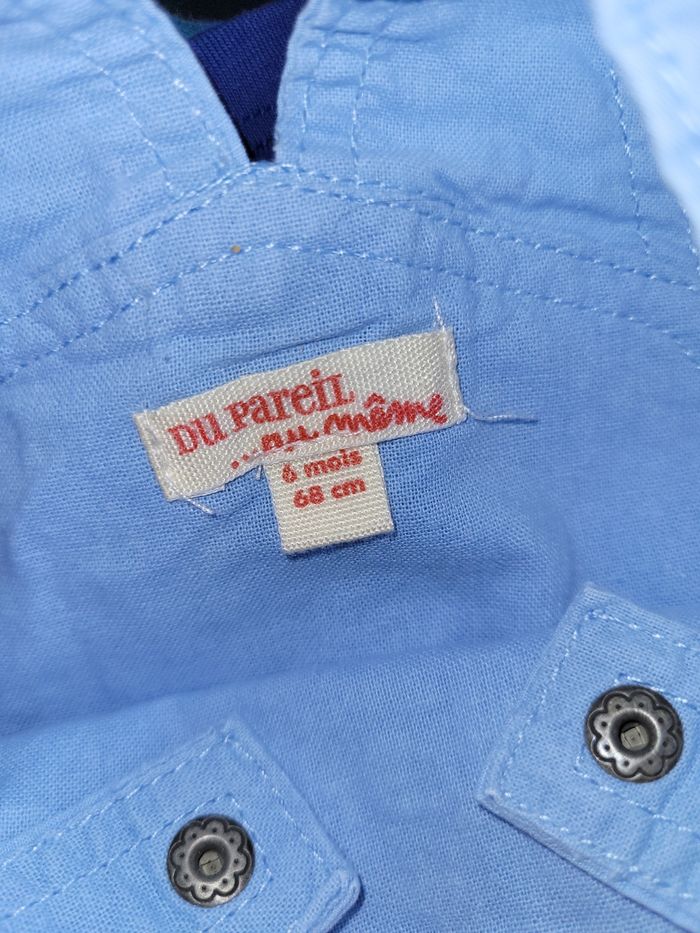 DU PareiL
...au même
6 mois
68 cm